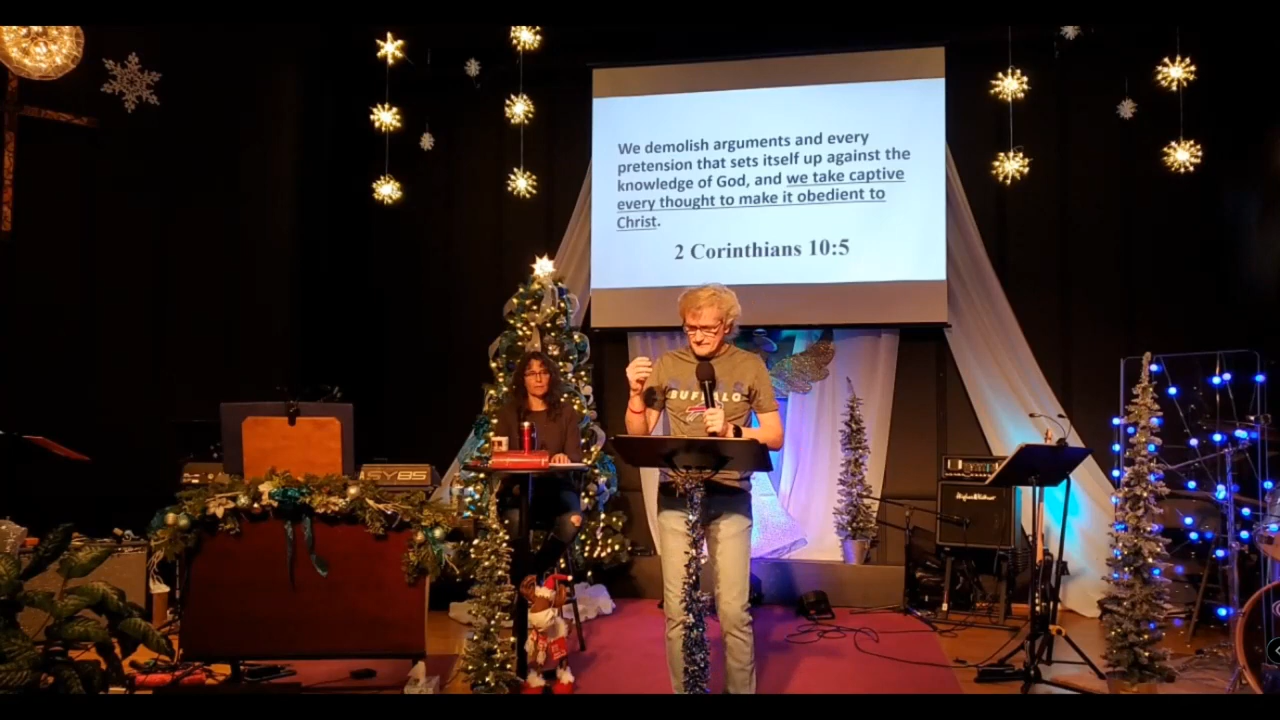 We demolish arguments and every
pretension that sets itself up against the
knowledge of God, and we take captive
every thought to make it obedient to
Christ.
2 Corinthians 10:5
BUFFALO
SY85